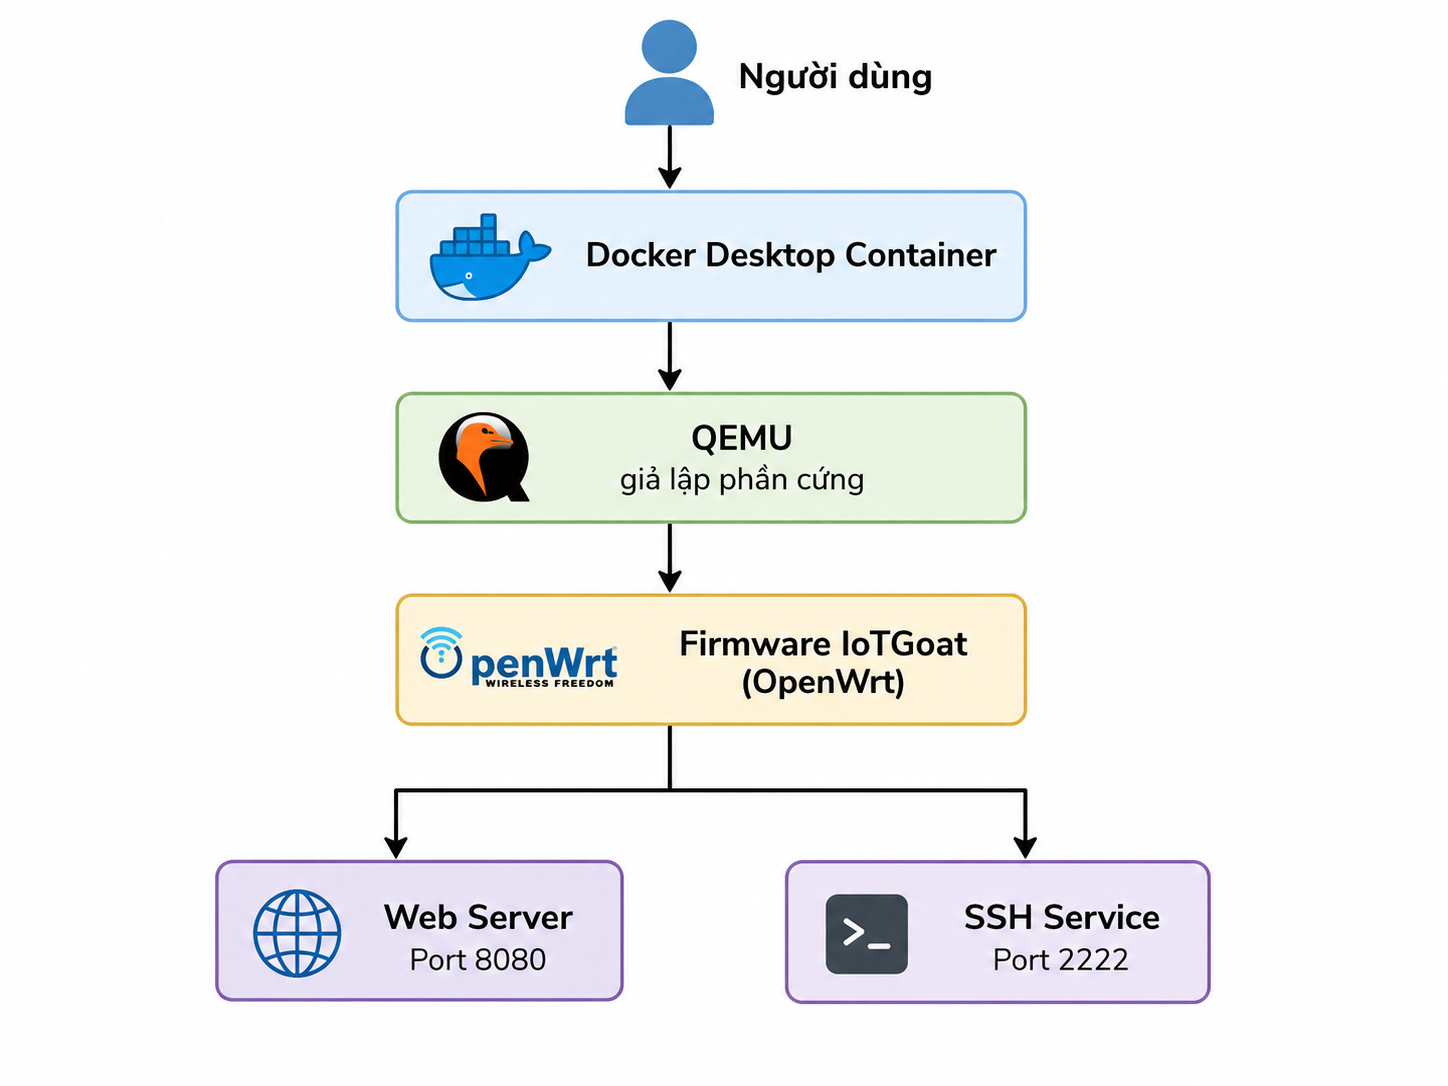 Người dùng
Docker Desktop Container
QEMU
giả lập phần cứng
OpenWrt
WIRELESS FREEDOM
Firmware IoTGoat
(OpenWrt)
Web Server
Port 8080
>_
SSH Service
Port 2222